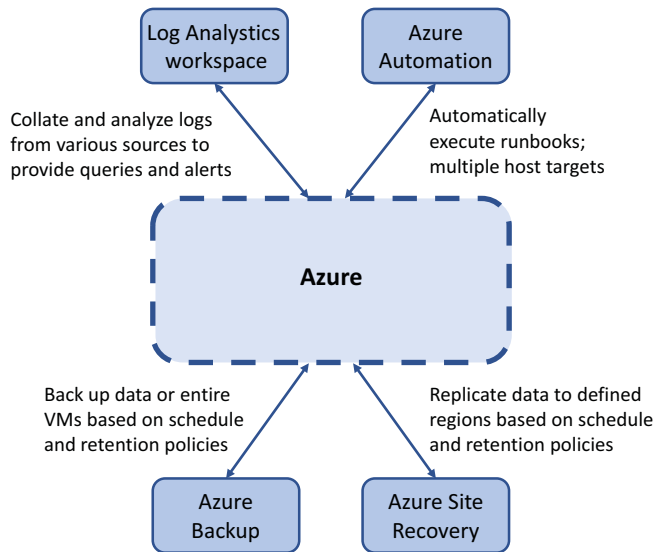 Log Analystics
workspace
Azure
Automation
Collate and analyze logs
from various sources to
provide queries and alerts
Automatically
execute runbooks;
multiple host targets
Azure
Back up data or entire
VMs based on schedule
and retention policies
Replicate data to defined
regions based on schedule
and retention policies
Azure
Backup
Azure Site
Recovery